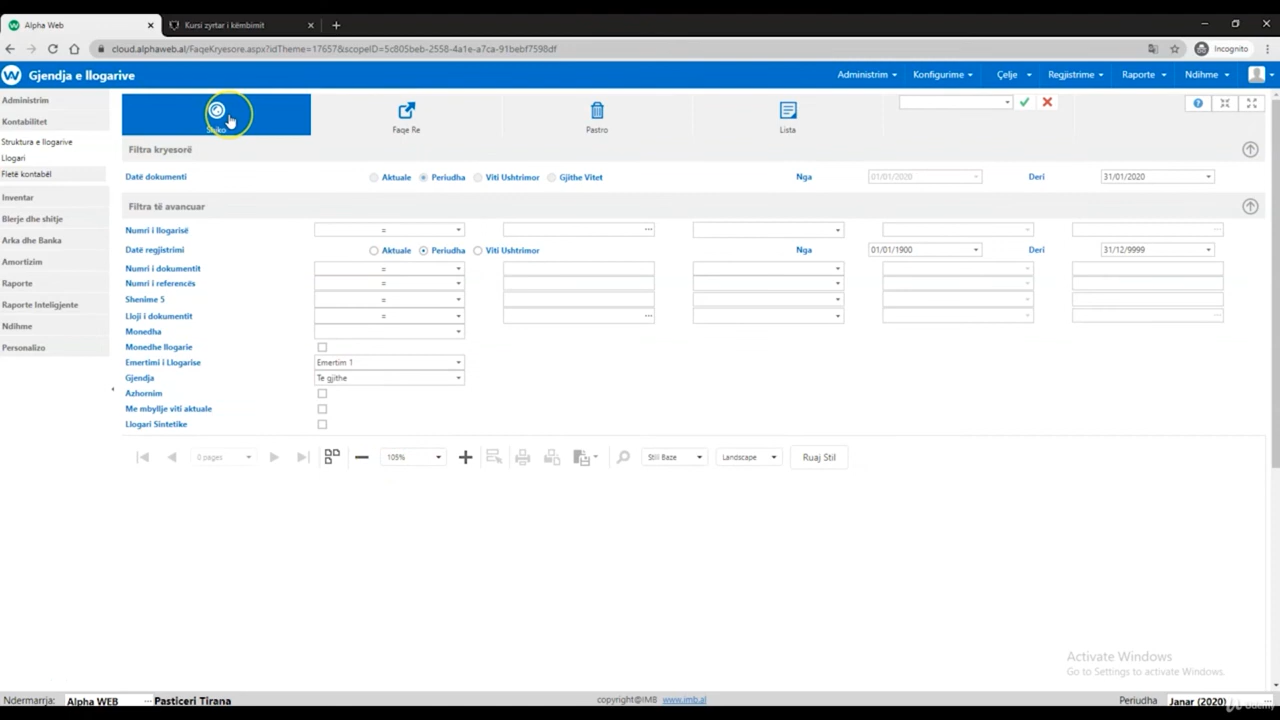 Alpha Web
Kursi zyrtar i këmbimit
cloud.alphaweb.al/FaqeKryesore.aspx?idTheme=17657&scopeID=5c805beb-2558-4a1e-a7ca-91bebf7598df
Incognito
Gjendja e llogarive
Administrim
Konfigurime
Çelje
Regjistrime
Raporte
Ndihme
Administrim
Kontabilitet
Struktura e llogarive
Llogari
Fletë kontabël
Inventar
Blerje dhe shitje
Arka dhe Banka
Amortizim
Raporte
Raporte Inteligjente
Ndihme
Personalizo
Faqe Re
Pastro
Lista
Filtra kryesorë
Datë dokumenti Aktuale Periudha Viti Ushtrimor Gjithe Vitet Nga 01/01/2020 Deri 31/01/2020
Filtra të avancuar
Numri i llogarisë = ...
Datë regjistrimi Aktuale Periudha Viti Ushtrimor Nga 01/01/1900 Deri 31/12/9999
Numri i dokumentit =
Numri i referencës =
Shenime 5 =
Lloji i dokumentit = ...
Monedha
Monedhe llogarie
Emertimi i Llogarise Emertim 1
Gjendja Te gjithe
Azhornim
Me mbyllje viti aktuale
Llogari Sintetike
0 pages 105% Stili Baze Landscape Ruaj Stil
Activate Windows
Go to Settings to activate Windows.
Ndermarrja: Alpha WEB ... Pasticeri Tirana copyright@IMB www.imb.al Periudha Janar (2020)